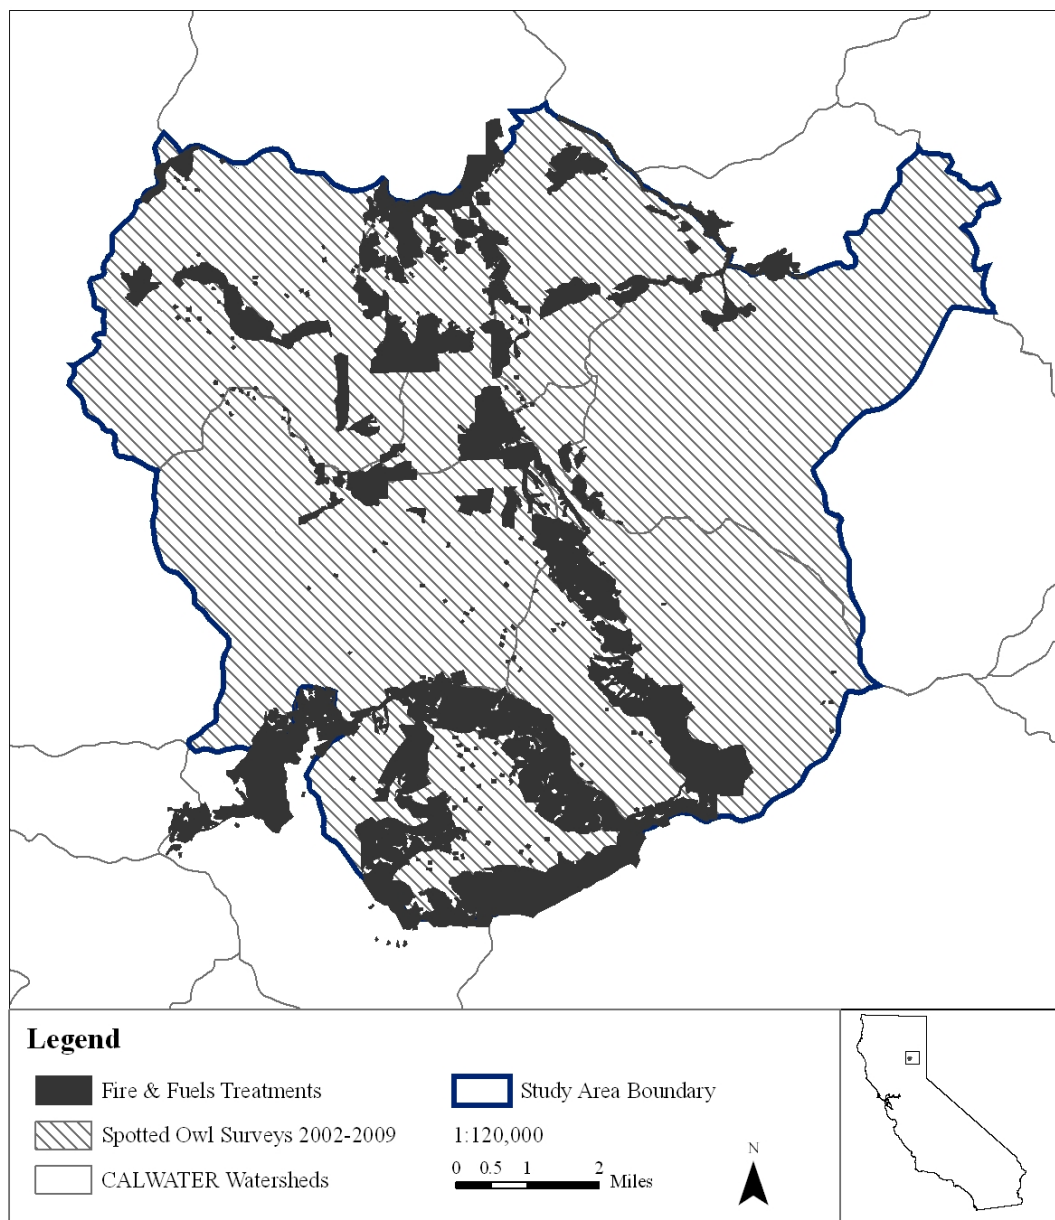 Legend
Fire & Fuels Treatments
Spotted Owl Surveys 2002-2009
CALWATER Watersheds
Study Area Boundary
1:120,000
0 0.5 1 2
Miles
N